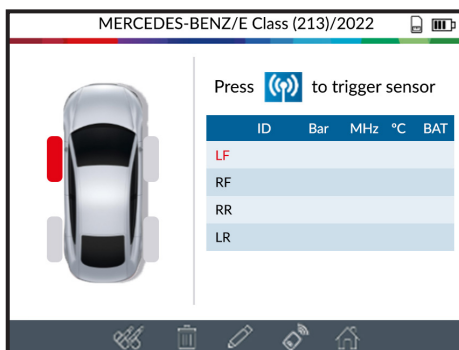 MERCEDES-BENZ/E Class (213)/2022
Press to trigger sensor
ID Bar MHz °C BAT
LF
RF
RR
LR